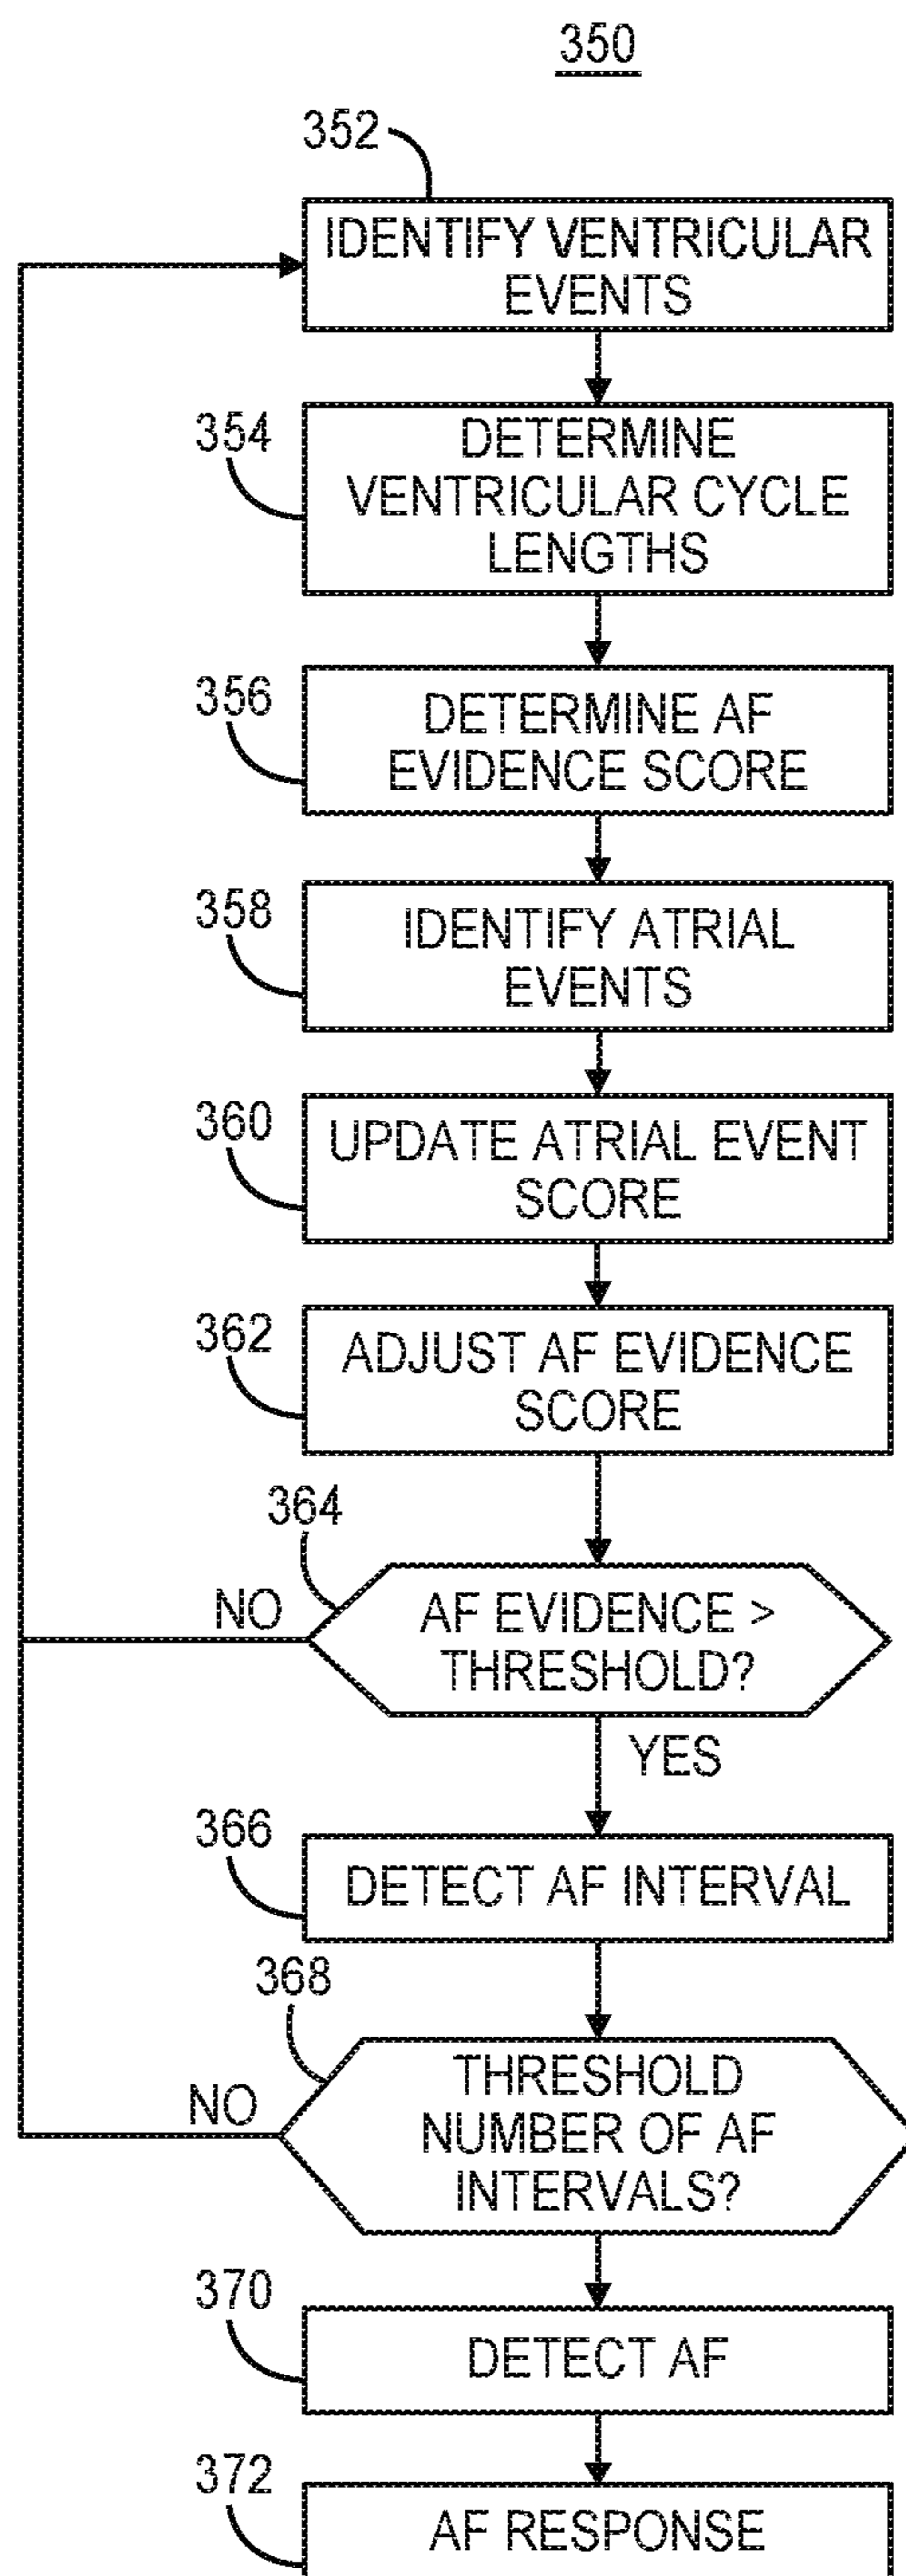 350
352
IDENTIFY VENTRICULAR
EVENTS
354
DETERMINE
VENTRICULAR CYCLE
LENGTHS
356
DETERMINE AF
EVIDENCE SCORE
358
IDENTIFY ATRIAL
EVENTS
360
UPDATE ATRIAL EVENT
SCORE
362
ADJUST AF EVIDENCE
SCORE
364
NO
AF EVIDENCE >
THRESHOLD?
YES
366
DETECT AF INTERVAL
368
NO
THRESHOLD
NUMBER OF AF
INTERVALS?
370
DETECT AF
372
AF RESPONSE